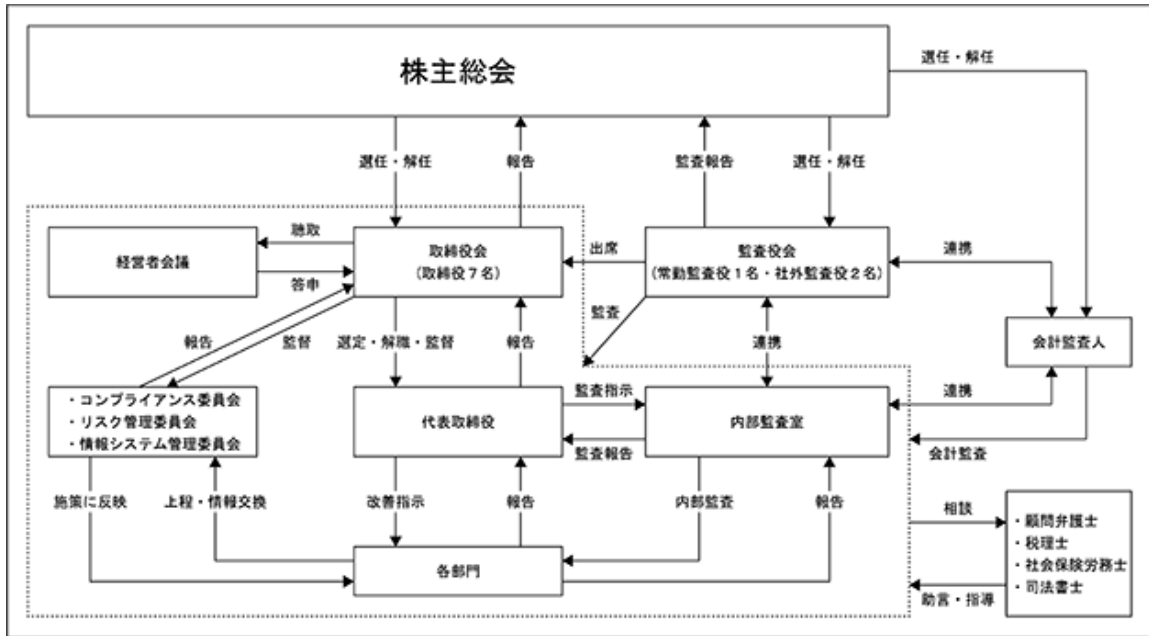 株主総会
選任・解任
選任・解任
報告
監査報告
選任・解任
経営者会議
聴取
答申
取締役会
(取締役7名)
出席
監査役会
(常勤監査役1名・社外監査役2名)
連携
監査
報告
監督
選定・解職・監督
報告
連携
会計監査人
・コンプライアンス委員会
・リスク管理委員会
・情報システム管理委員会
代表取締役
監査指示
監査報告
内部監査室
連携
会計監査
施策に反映
上程・情報交換
改善指示
報告
内部監査
報告
相談
助言・指導
・顧問弁護士
・税理士
・社会保険労務士
・司法書士
各部門